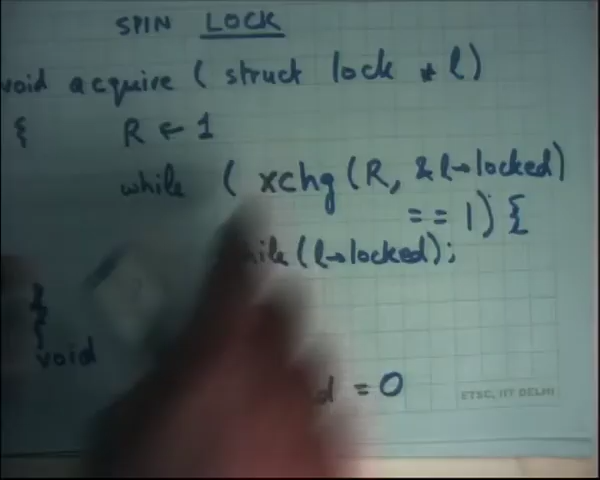 SPIN LOCK
void acquire ( struct lock * l)
{ R ← 1
while ( xchg (R, &l→locked)
== 1) {
(l→locked);
}
{
void
= 0
ETSC, IIT DELHI